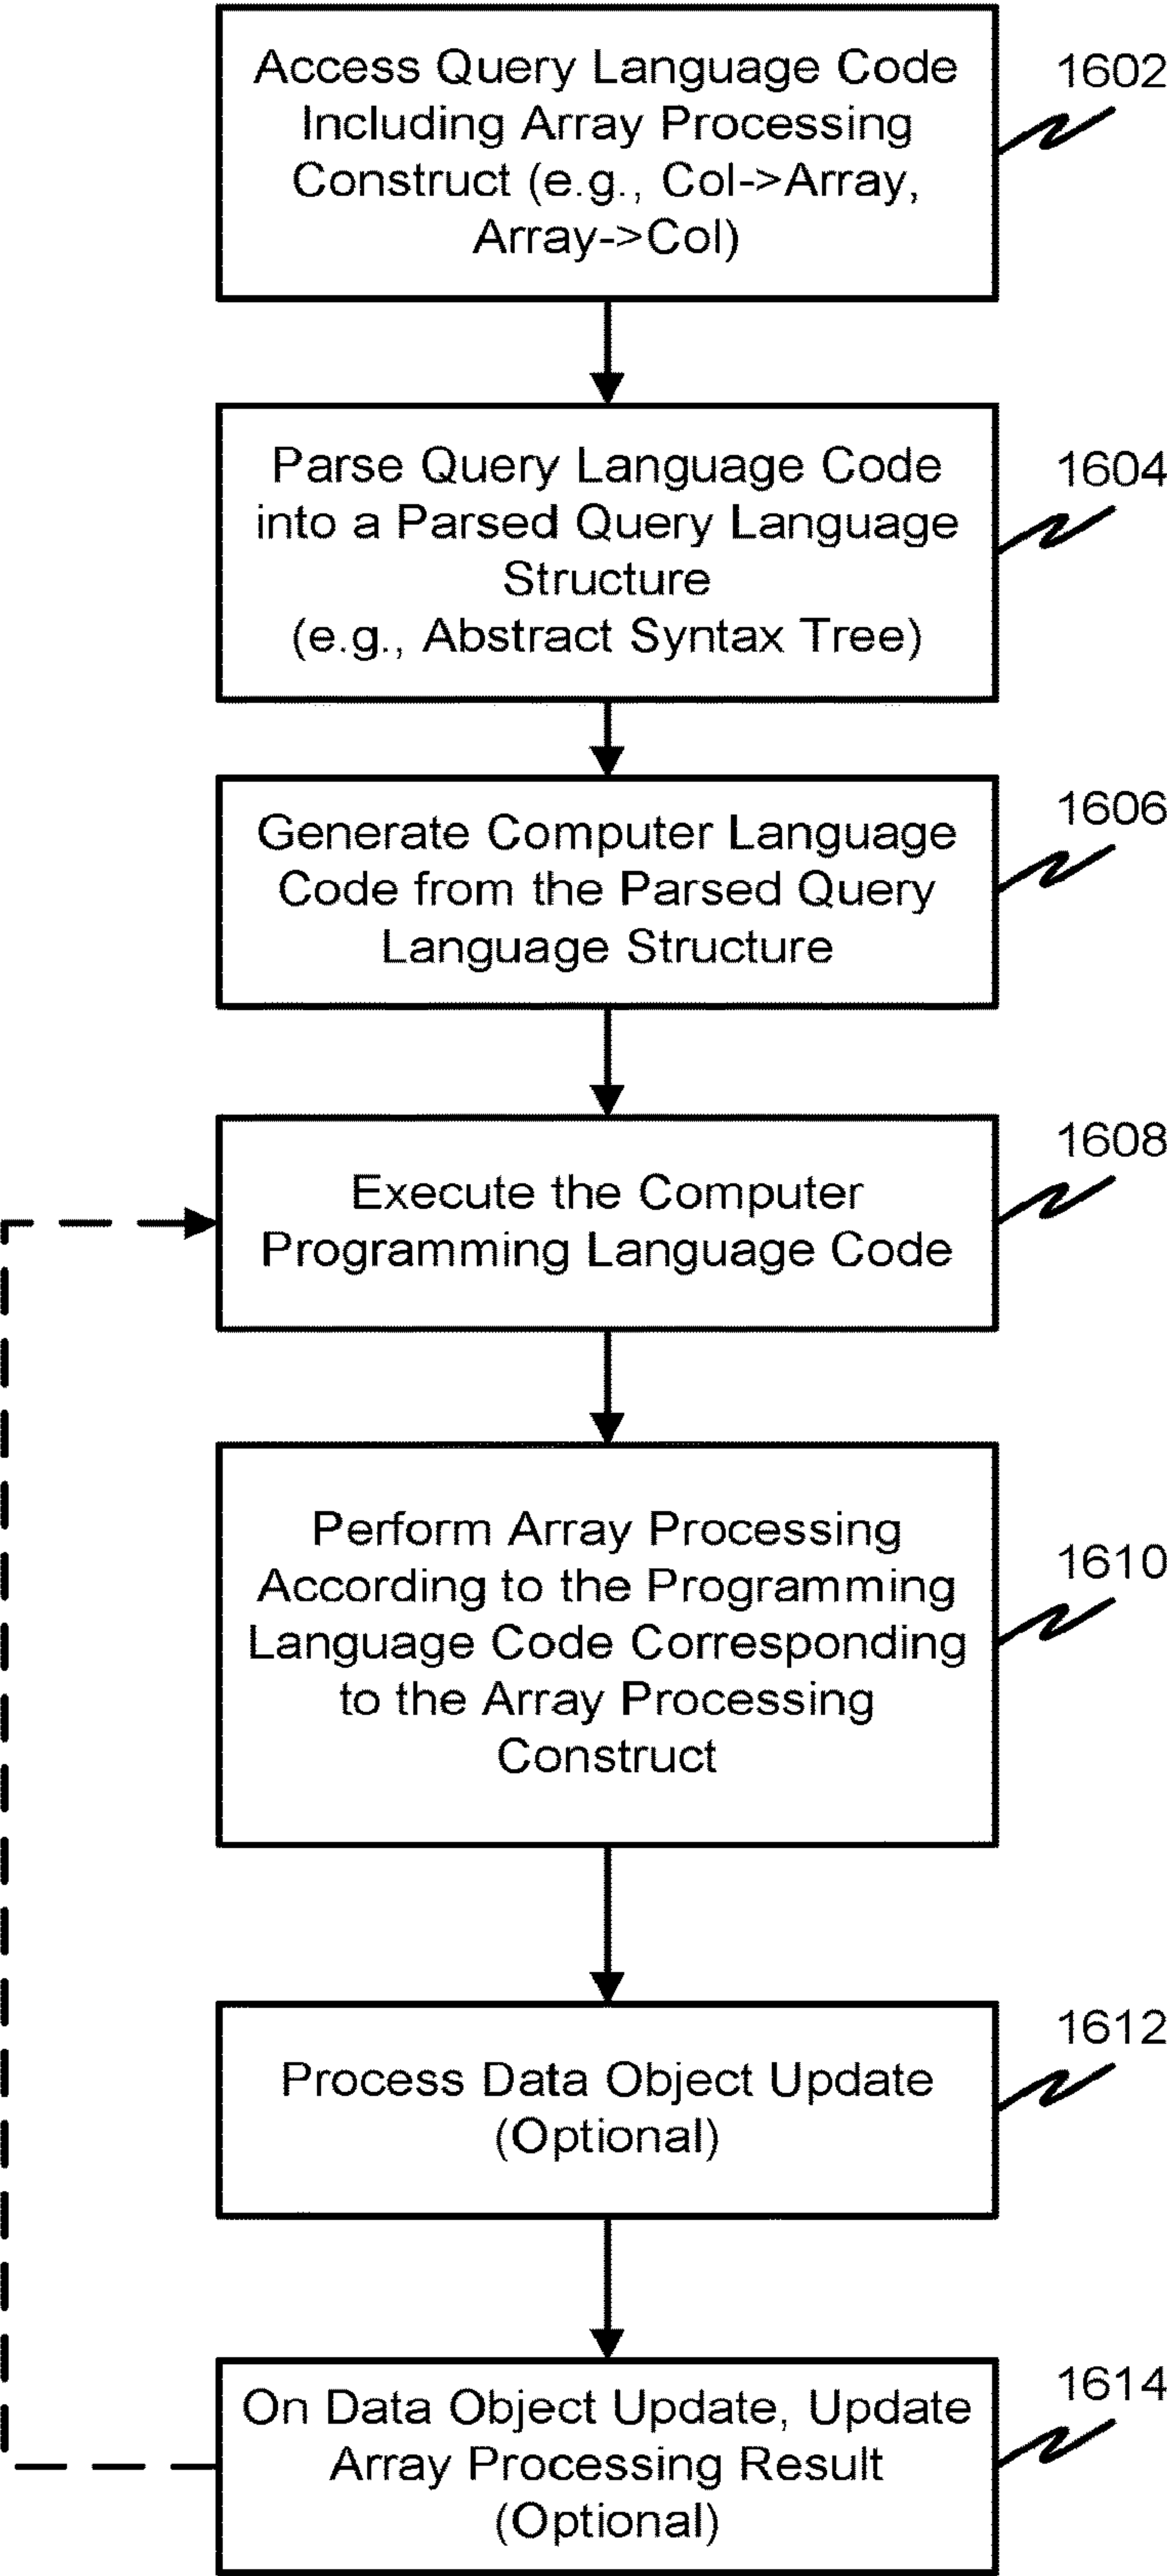 Access Query Language Code
Including Array Processing
Construct (e.g., Col->Array,
Array->Col)
1602
Parse Query Language Code
into a Parsed Query Language
Structure
(e.g., Abstract Syntax Tree)
1604
Generate Computer Language
Code from the Parsed Query
Language Structure
1606
Execute the Computer
Programming Language Code
1608
Perform Array Processing
According to the Programming
Language Code Corresponding
to the Array Processing
Construct
1610
Process Data Object Update
(Optional)
1612
On Data Object Update, Update
Array Processing Result
(Optional)
1614